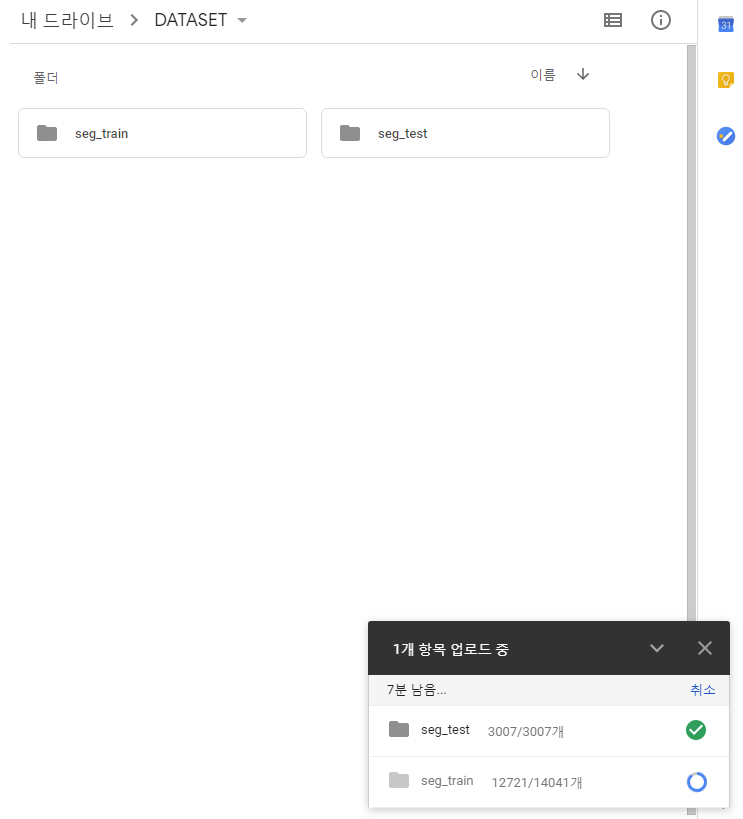 내 드라이브 > DATASET
31
폴더 이름
seg_train seg_test
1개 항목 업로드 중
7분 남음... 취소
seg_test 3007/3007개
seg_train 12721/14041개